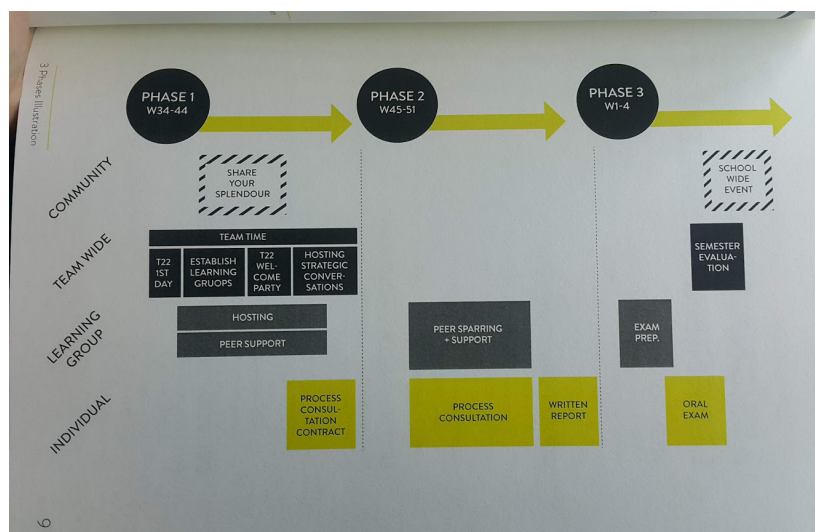 3 Phases Illustration
PHASE 1
W34-44
PHASE 2
W45-51
PHASE 3
W1-4
COMMUNITY
SHARE
YOUR
SPLENDOUR
SCHOOL
WIDE
EVENT
TEAM WIDE
TEAM TIME
T22
1ST
DAY
ESTABLISH
LEARNING
GRUOPS
T22
WEL-
COME
PARTY
HOSTING
STRATEGIC
CONVER-
SATIONS
SEMESTER
EVALUA-
TION
LEARNING
GROUP
HOSTING
PEER SUPPORT
PEER SPARRING
+ SUPPORT
EXAM
PREP.
INDIVIDUAL
PROCESS
CONSUL-
TATION
CONTRACT
PROCESS
CONSULTATION
WRITTEN
REPORT
ORAL
EXAM
9